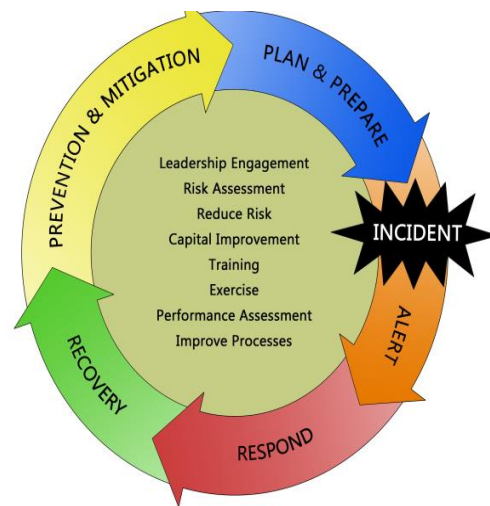 PREVENTION & MITIGATION
PLAN & PREPARE
Leadership Engagement
Risk Assessment
Reduce Risk
Capital Improvement
Training
Exercise
Performance Assessment
Improve Processes
INCIDENT
ALERT
RECOVERY
RESPOND